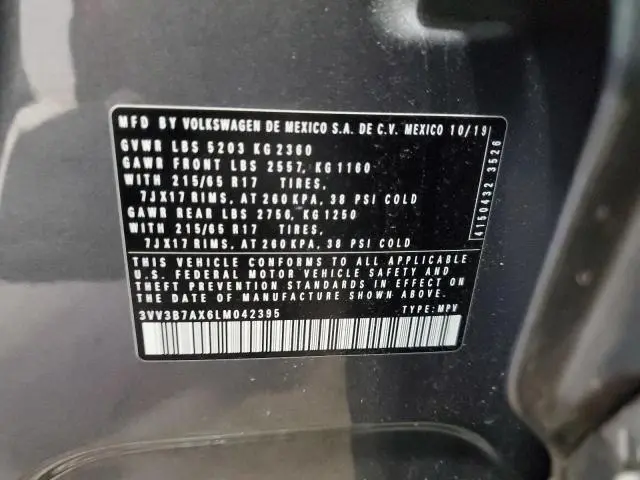 MFD BY VOLKSWAGEN DE MEXICO S.A. DE C.V. MEXICO 10/19
GVWR LBS 5203 KG 2360
GAWR FRONT LBS 2557, KG 1160
WITH 215/65 R17 TIRES,
7JX17 RIMS, AT 260 KPA, 38 PSI COLD
GAWR REAR LBS 2756, KG 1250
WITH 215/65 R17 TIRES,
7JX17 RIMS, AT 260 KPA, 38 PSI COLD
THIS VEHICLE CONFORMS TO ALL APPLICABLE
U.S. FEDERAL MOTOR VEHICLE SAFETY AND
THEFT PREVENTION STANDARDS IN EFFECT ON
THE DATE OF MANUFACTURE SHOWN ABOVE.
3VV3B7AX6LM042395 TYPE: MPV
4150432 3526